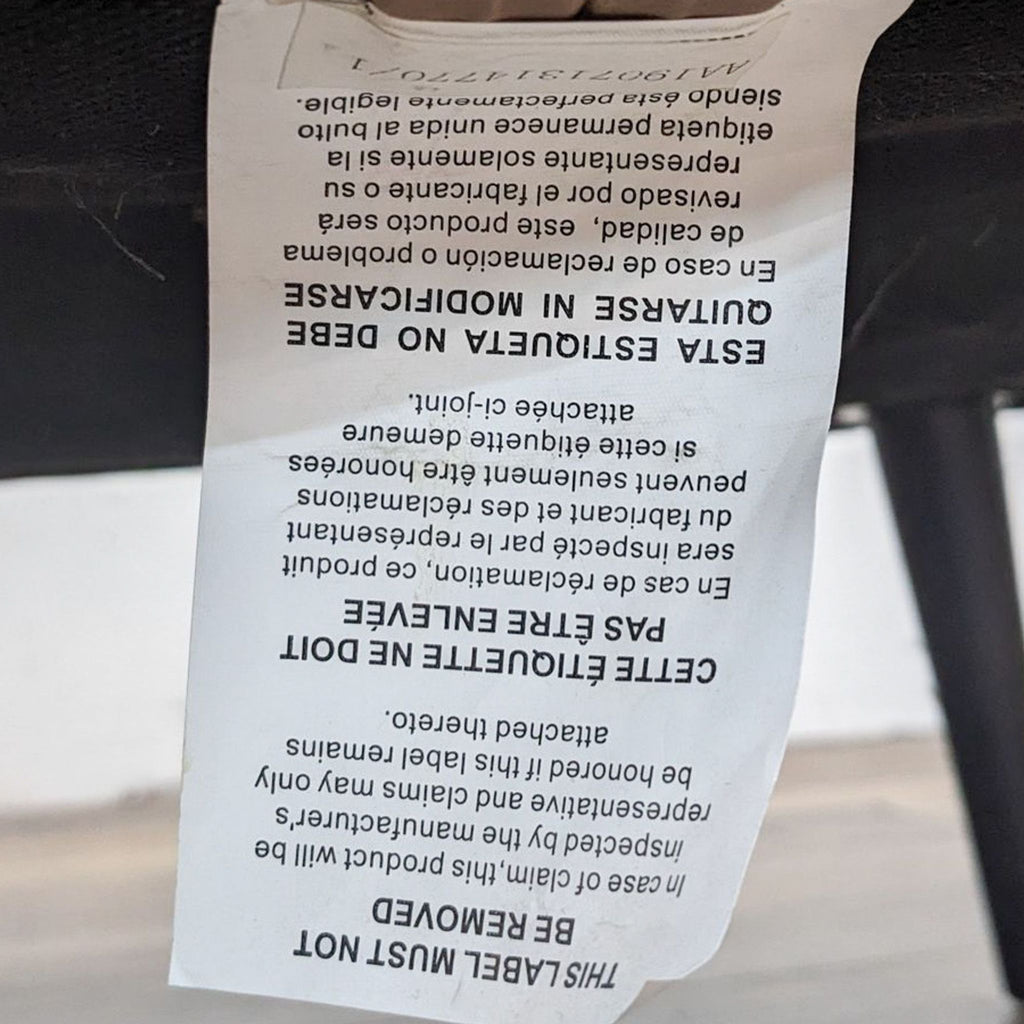 THIS LABEL MUST NOT
BE REMOVED
In case of claim,this product will be
inspected by the manufacturer's
representative and claims may only
be honored if this label remains
attached thereto.
CETTE ÉTIQUETTE NE DOIT
PAS ÊTRE ENLEVÉE
En cas de réclamation, ce produit
sera inspecté par le représentant
du fabricant et des réclamations
peuvent seulement être honorées
si cette étiquette demeure
attachée ci-joint.
ESTA ESTIQUETA NO DEBE
QUITARSE NI MODIFICARSE
En caso de reclamación o problema
de calidad, este producto será
revisado por el fabricante o su
representante solamente si la
etiqueta permanece unida al bulto
siendo ésta perfectamente legible.